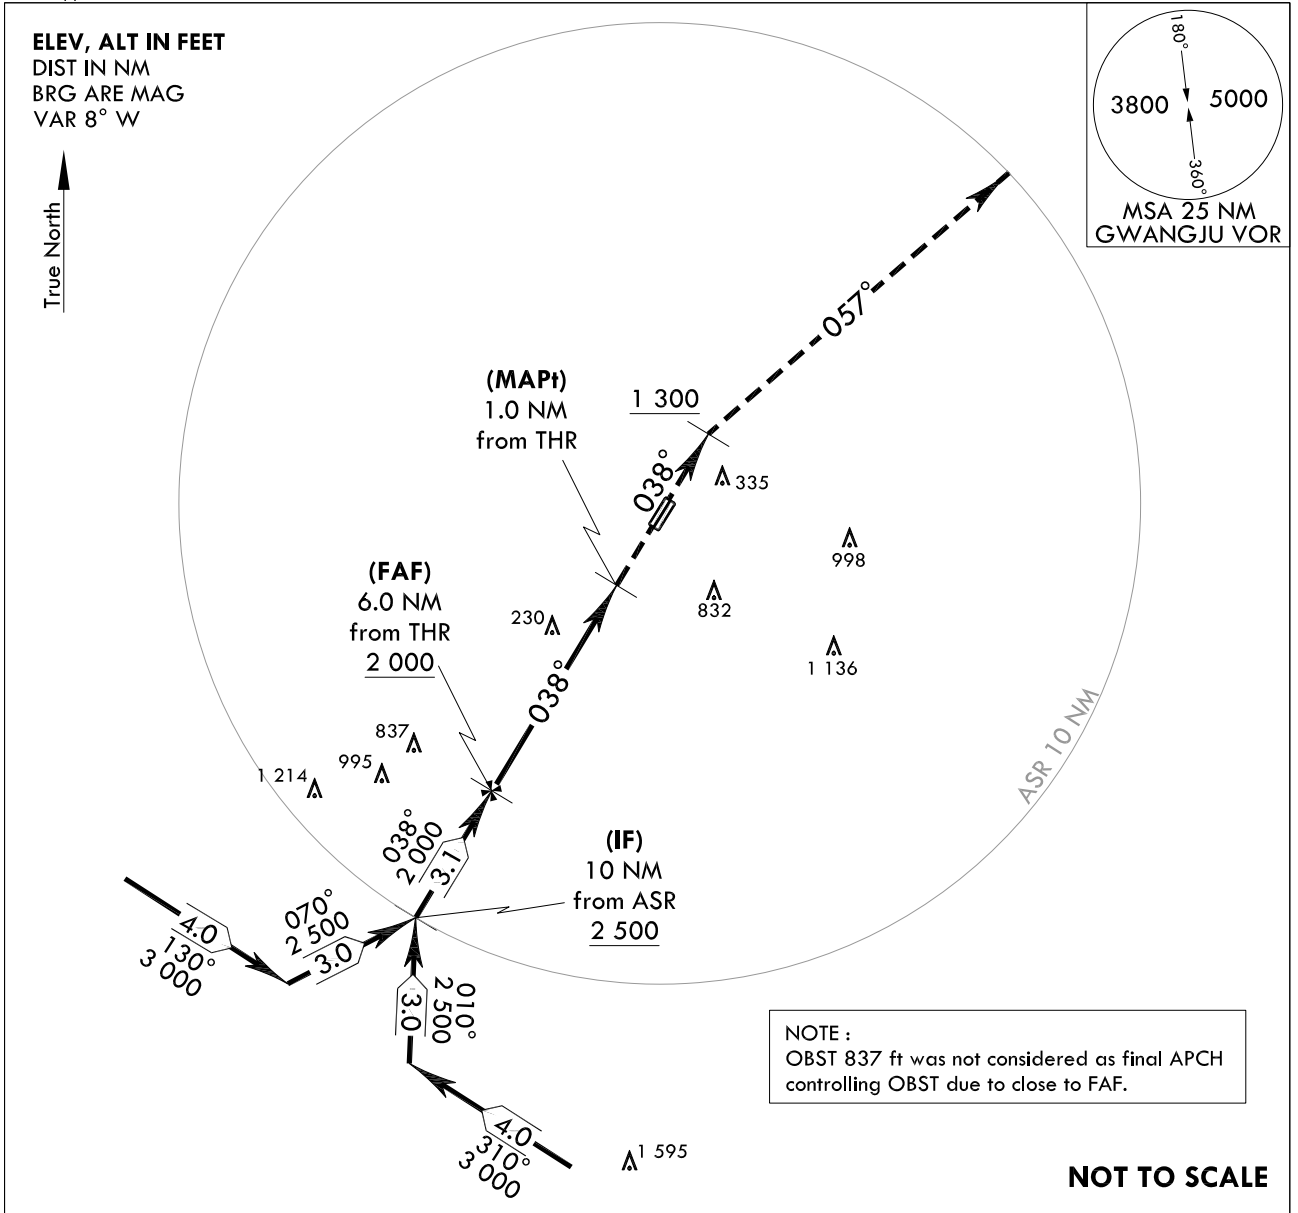 ELEV, ALT IN FEET
DIST IN NM
BRG ARE MAG
VAR 8° W
True North
180°
3800
5000
360°
MSA 25 NM
GWANGJU VOR
057°
(MAPt)
1.0 NM
from THR
1 300
038°
335
998
832
1 136
(FAF)
6.0 NM
from THR
2 000
230
038°
837
995
1 214
ASR 10 NM
038°
2 000
3.1
(IF)
10 NM
from ASR
2 500
4.0
130°
3 000
070°
2 500
3.0
3.0
010°
2 500
4.0
310°
3 000
1 595
NOTE :
OBST 837 ft was not considered as final APCH
controlling OBST due to close to FAF.
NOT TO SCALE